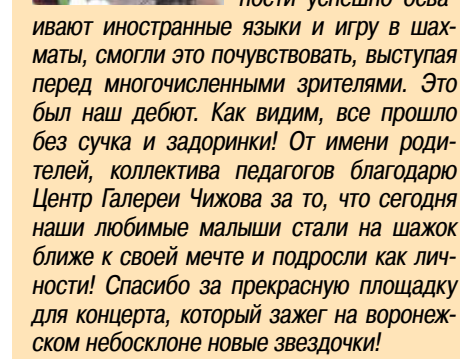 ности успешно осва-
ивают иностранные языки и игру в шах-
маты, смогли это почувствовать, выступая
перед многочисленными зрителями. Это
был наш дебют. Как видим, все прошло
без сучка и задоринки! От имени роди-
телей, коллектива педагогов благодарю
Центр Галереи Чижова за то, что сегодня
наши любимые малыши стали на шажок
ближе к своей мечте и подросли как лич-
ности! Спасибо за прекрасную площадку
для концерта, который зажег на воронеж-
ском небосклоне новые звездочки!